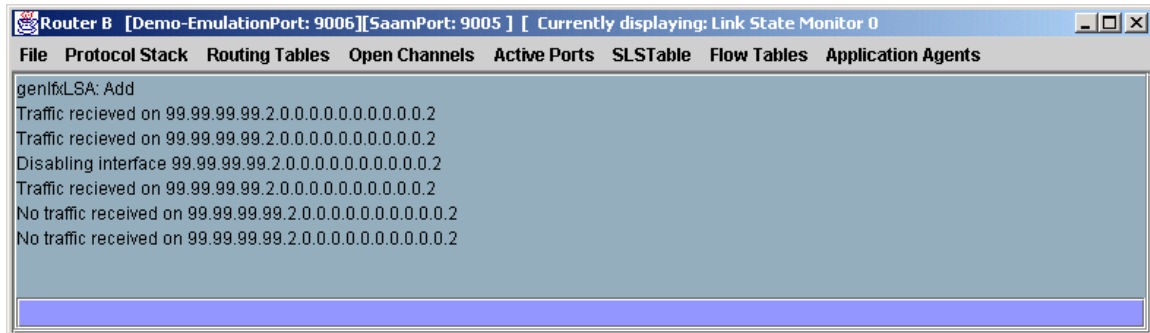 Router B [Demo-EmulationPort: 9006][SaamPort: 9005 ] [ Currently displaying: Link State Monitor 0
File Protocol Stack Routing Tables Open Channels Active Ports SLSTable Flow Tables Application Agents
genIfxLSA: Add
Traffic recieved on 99.99.99.99.2.0.0.0.0.0.0.0.0.0.0.2
Traffic recieved on 99.99.99.99.2.0.0.0.0.0.0.0.0.0.0.2
Disabling interface 99.99.99.99.2.0.0.0.0.0.0.0.0.0.0.2
Traffic recieved on 99.99.99.99.2.0.0.0.0.0.0.0.0.0.0.2
No traffic received on 99.99.99.99.2.0.0.0.0.0.0.0.0.0.0.2
No traffic received on 99.99.99.99.2.0.0.0.0.0.0.0.0.0.0.2